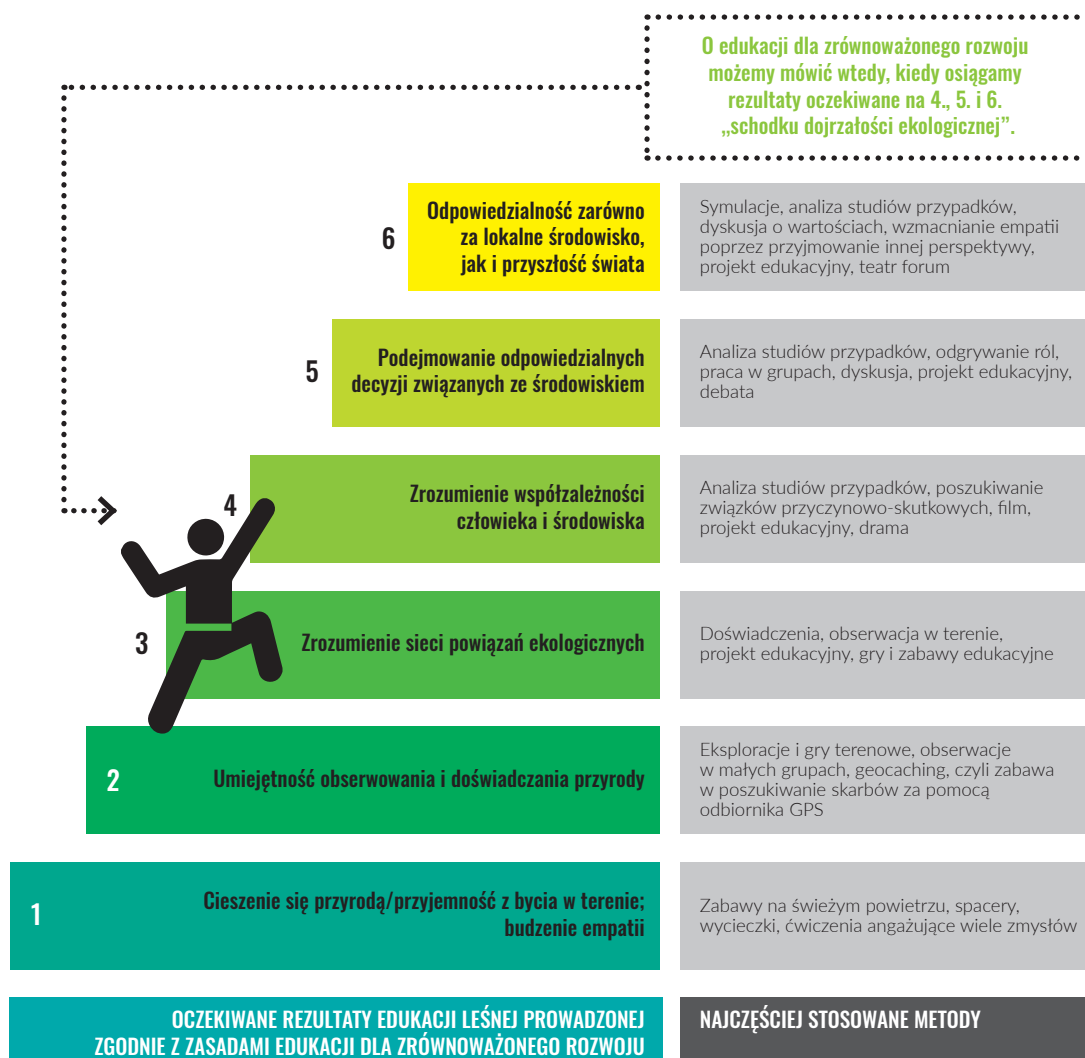 O edukacji dla zrównoważonego rozwoju
możemy mówić wtedy, kiedy osiągamy
rezultaty oczekiwane na 4., 5. i 6.
„schodku dojrzałości ekologicznej”.
6
Odpowiedzialność zarówno
za lokalne środowisko,
jak i przyszłość świata
Symulacje, analiza studiów przypadków,
dyskusja o wartościach, wzmacnianie empatii
poprzez przyjmowanie innej perspektywy,
projekt edukacyjny, teatr forum
5
Podejmowanie odpowiedzialnych
decyzji związanych ze środowiskiem
Analiza studiów przypadków, odgrywanie ról,
praca w grupach, dyskusja, projekt edukacyjny,
debata
4
Zrozumienie współzależności
człowieka i środowiska
Analiza studiów przypadków, poszukiwanie
związków przyczynowo-skutkowych, film,
projekt edukacyjny, drama
3
Zrozumienie sieci powiązań ekologicznych
Doświadczenia, obserwacja w terenie,
projekt edukacyjny, gry i zabawy edukacyjne
2
Umiejętność obserwowania i doświadczania przyrody
Eksploracje i gry terenowe, obserwacje
w małych grupach, geocaching, czyli zabawa
w poszukiwanie skarbów za pomocą
odbiornika GPS
1
Cieszenie się przyrodą/przyjemność z bycia w terenie;
budzenie empatii
Zabawy na świeżym powietrzu, spacery,
wycieczki, ćwiczenia angażujące wiele zmysłów
OCZEKIWANE REZULTATY EDUKACJI LEŚNEJ PROWADZONEJ
ZGODNIE Z ZASADAMI EDUKACJI DLA ZRÓWNOWAŻONEGO ROZWOJU
NAJCZĘŚCIEJ STOSOWANE METODY